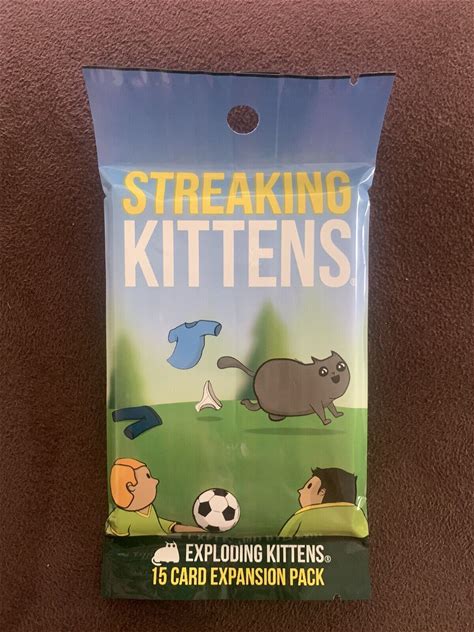 STREAKING
KITTENS®
EXPLODING KITTENS®
15 CARD EXPANSION PACK